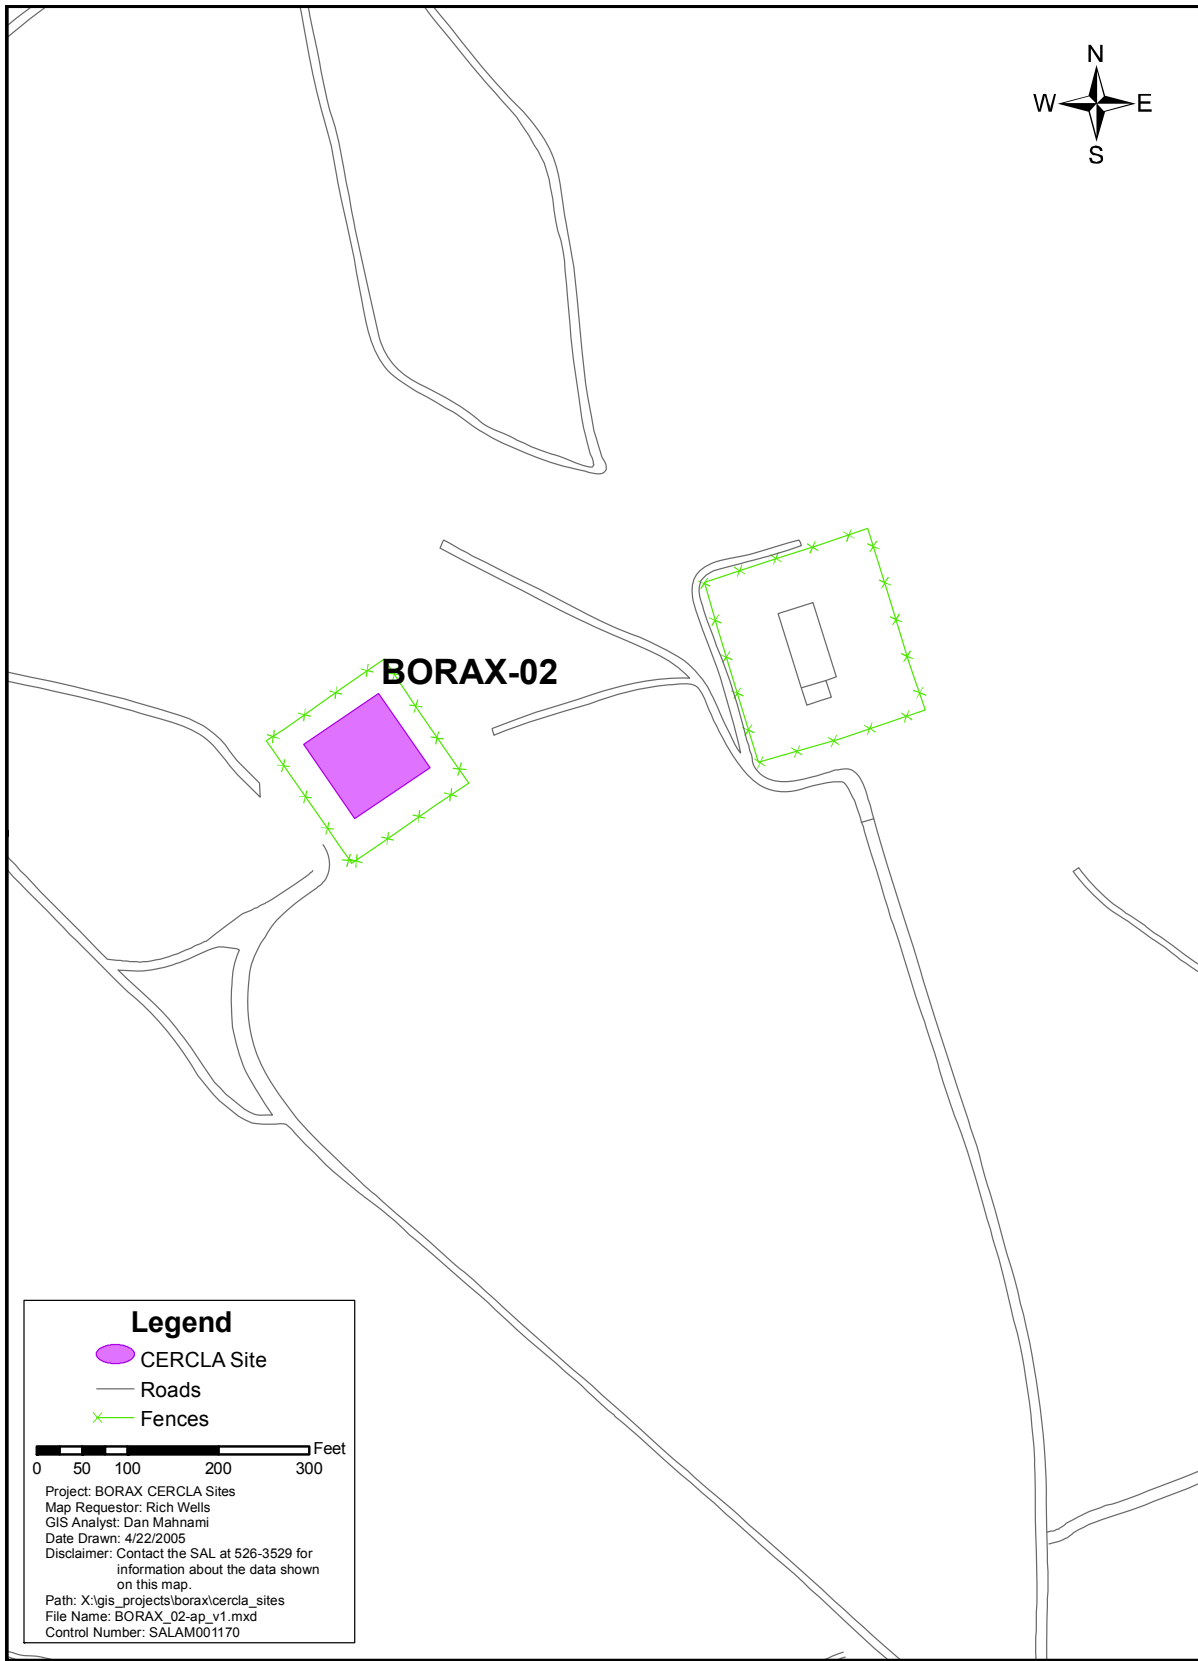 N
W E
S
BORAX-02
Legend
CERCLA Site
Roads
Fences
Feet
0 50 100 200 300
Project: BORAX CERCLA Sites
Map Requestor: Rich Wells
GIS Analyst: Dan Mahnami
Date Drawn: 4/22/2005
Disclaimer: Contact the SAL at 526-3529 for
information about the data shown
on this map.
Path: X:\gis_projects\borax\cercla_sites
File Name: BORAX_02-ap_v1.mxd
Control Number: SALAM001170